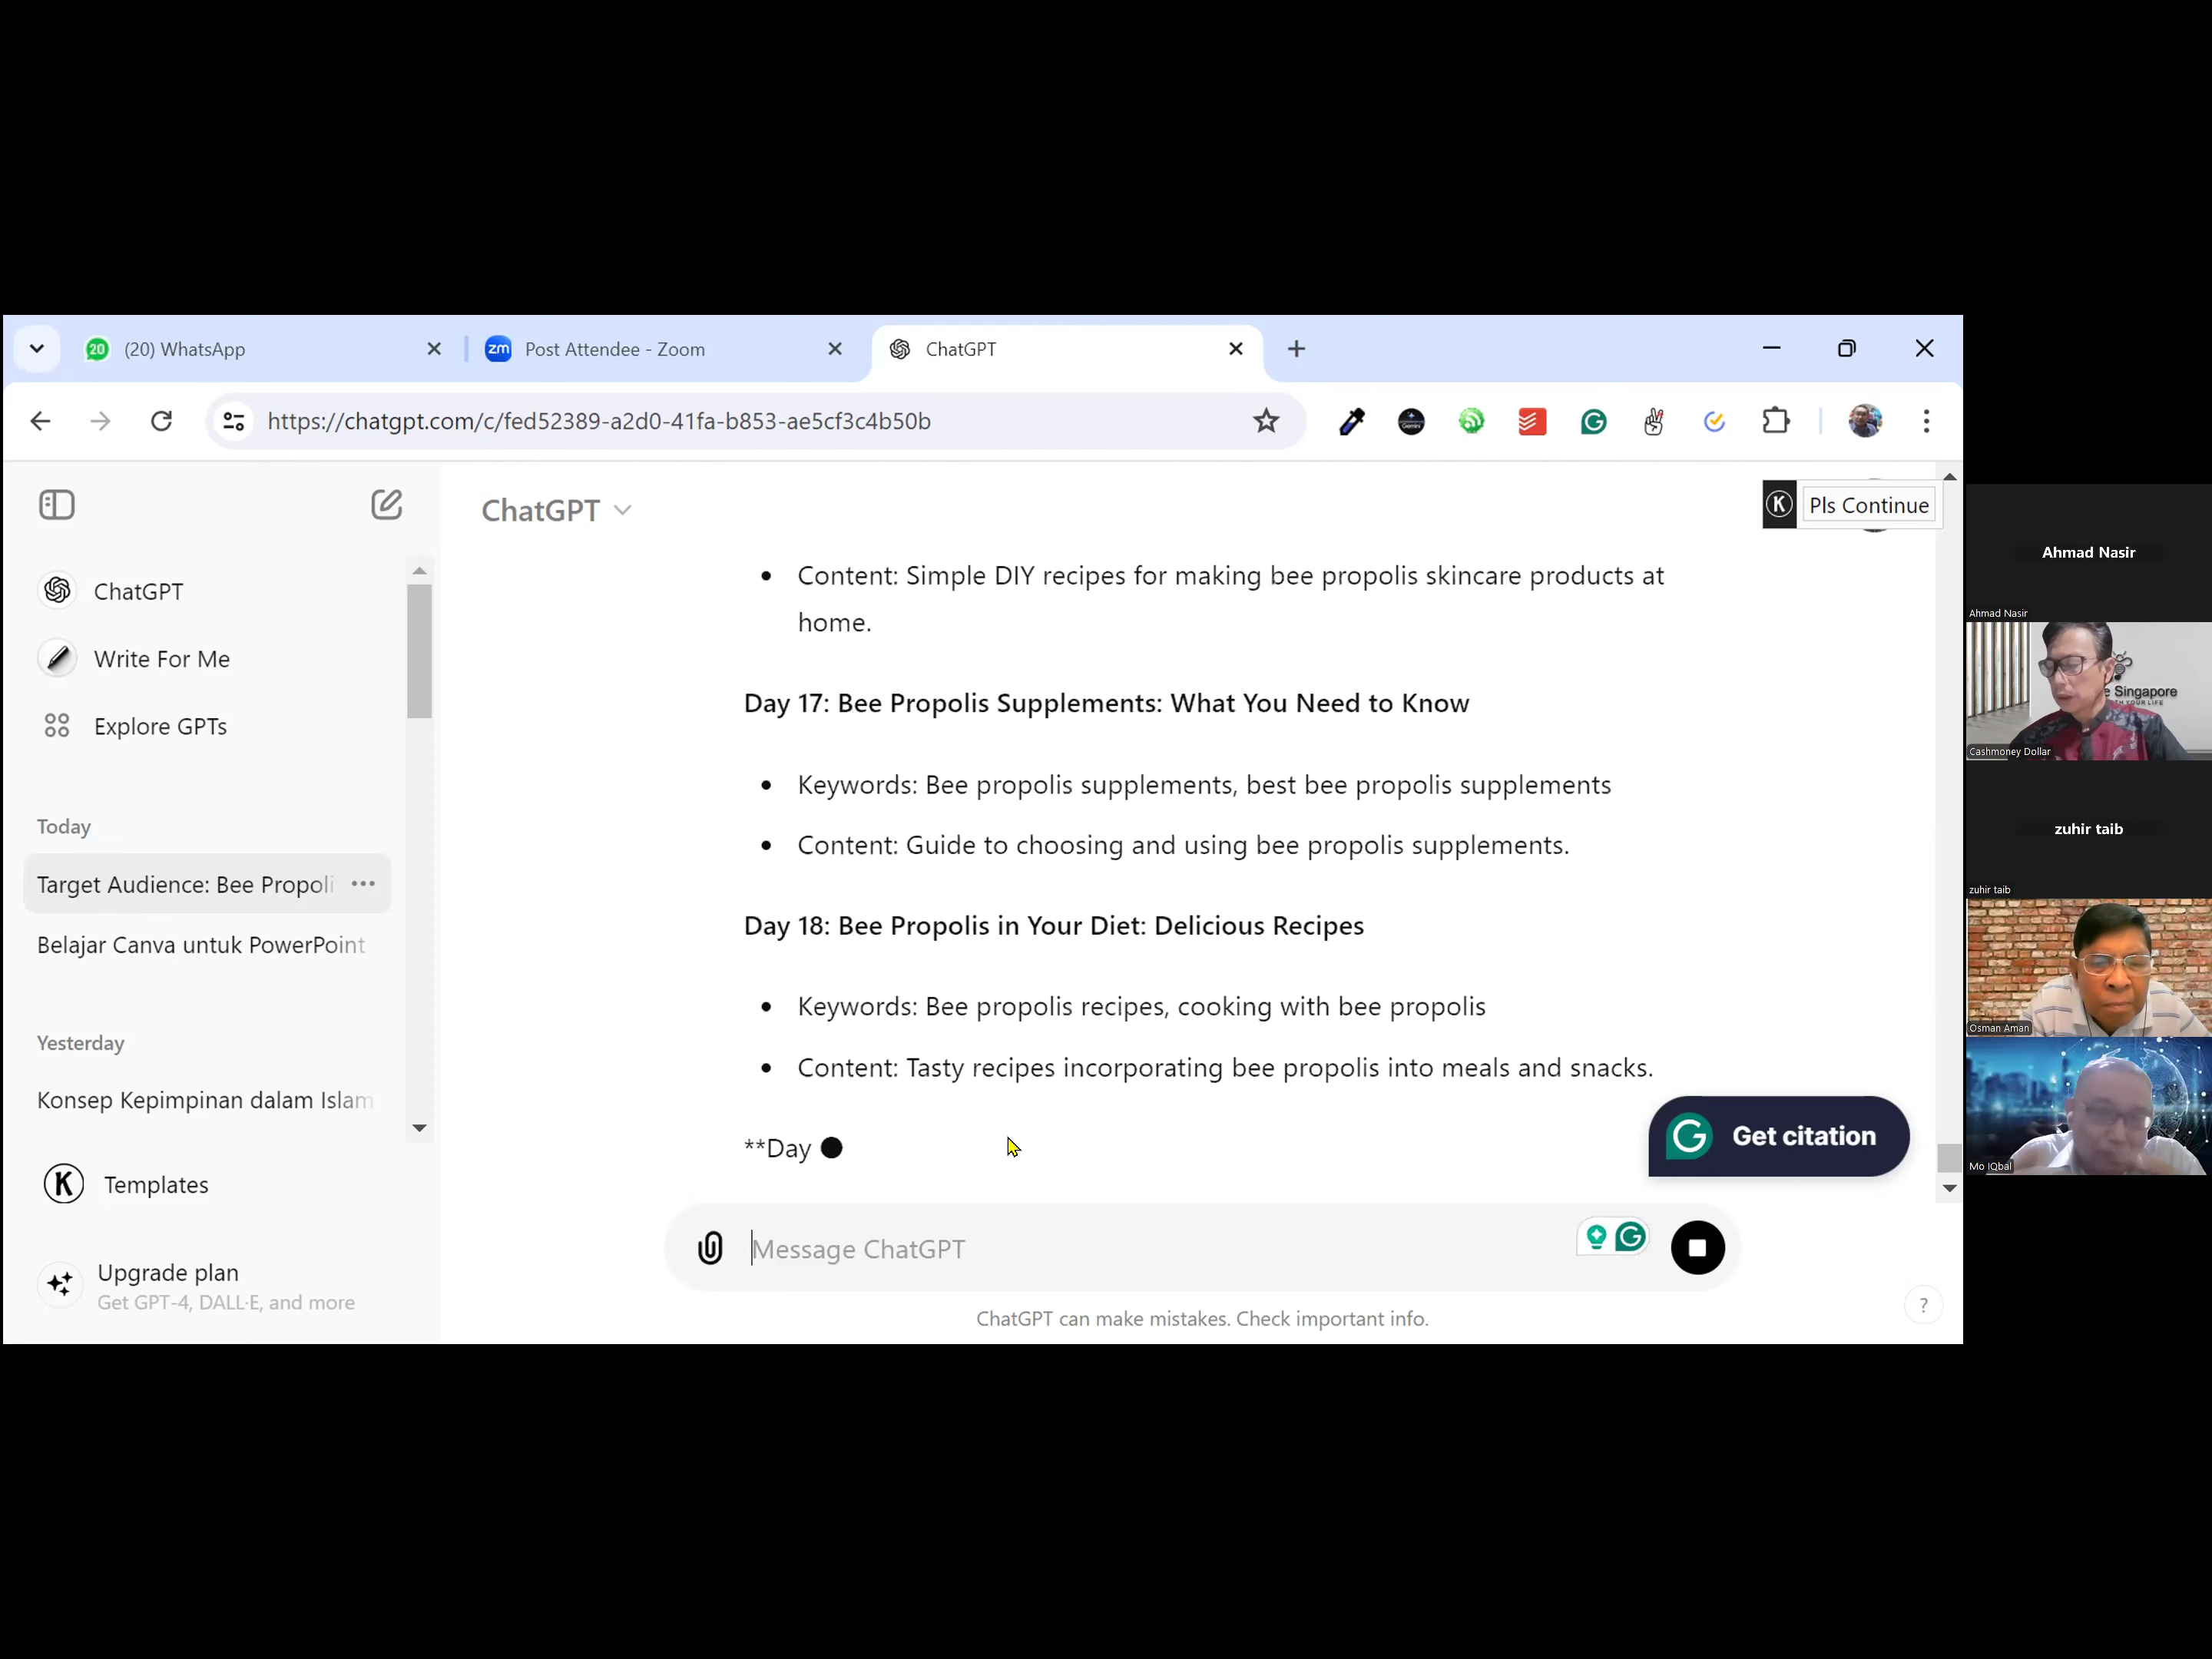 20
(20) WhatsApp
zm
Post Attendee - Zoom
ChatGPT
https://chatgpt.com/c/fed52389-a2d0-41fa-b853-ae5cf3c4b50b
ChatGPT
K
Pls Continue
ChatGPT
Write For Me
Explore GPTs
Today
Target Audience: Bee Propoli
Belajar Canva untuk PowerPoint
Yesterday
Konsep Kepimpinan dalam Islam
K
Templates
Upgrade plan
Get GPT-4, DALL·E, and more
• Content: Simple DIY recipes for making bee propolis skincare products at
home.
Day 17: Bee Propolis Supplements: What You Need to Know
• Keywords: Bee propolis supplements, best bee propolis supplements
• Content: Guide to choosing and using bee propolis supplements.
Day 18: Bee Propolis in Your Diet: Delicious Recipes
• Keywords: Bee propolis recipes, cooking with bee propolis
• Content: Tasty recipes incorporating bee propolis into meals and snacks.
**Day
G Get citation
Message ChatGPT
G
ChatGPT can make mistakes. Check important info.
?
Ahmad Nasir
Ahmad Nasir
e Singapore
TH YOUR LIFE
Cashmoney Dollar
zuhir taib
zuhir taib
Osman Aman
Mo IQbal